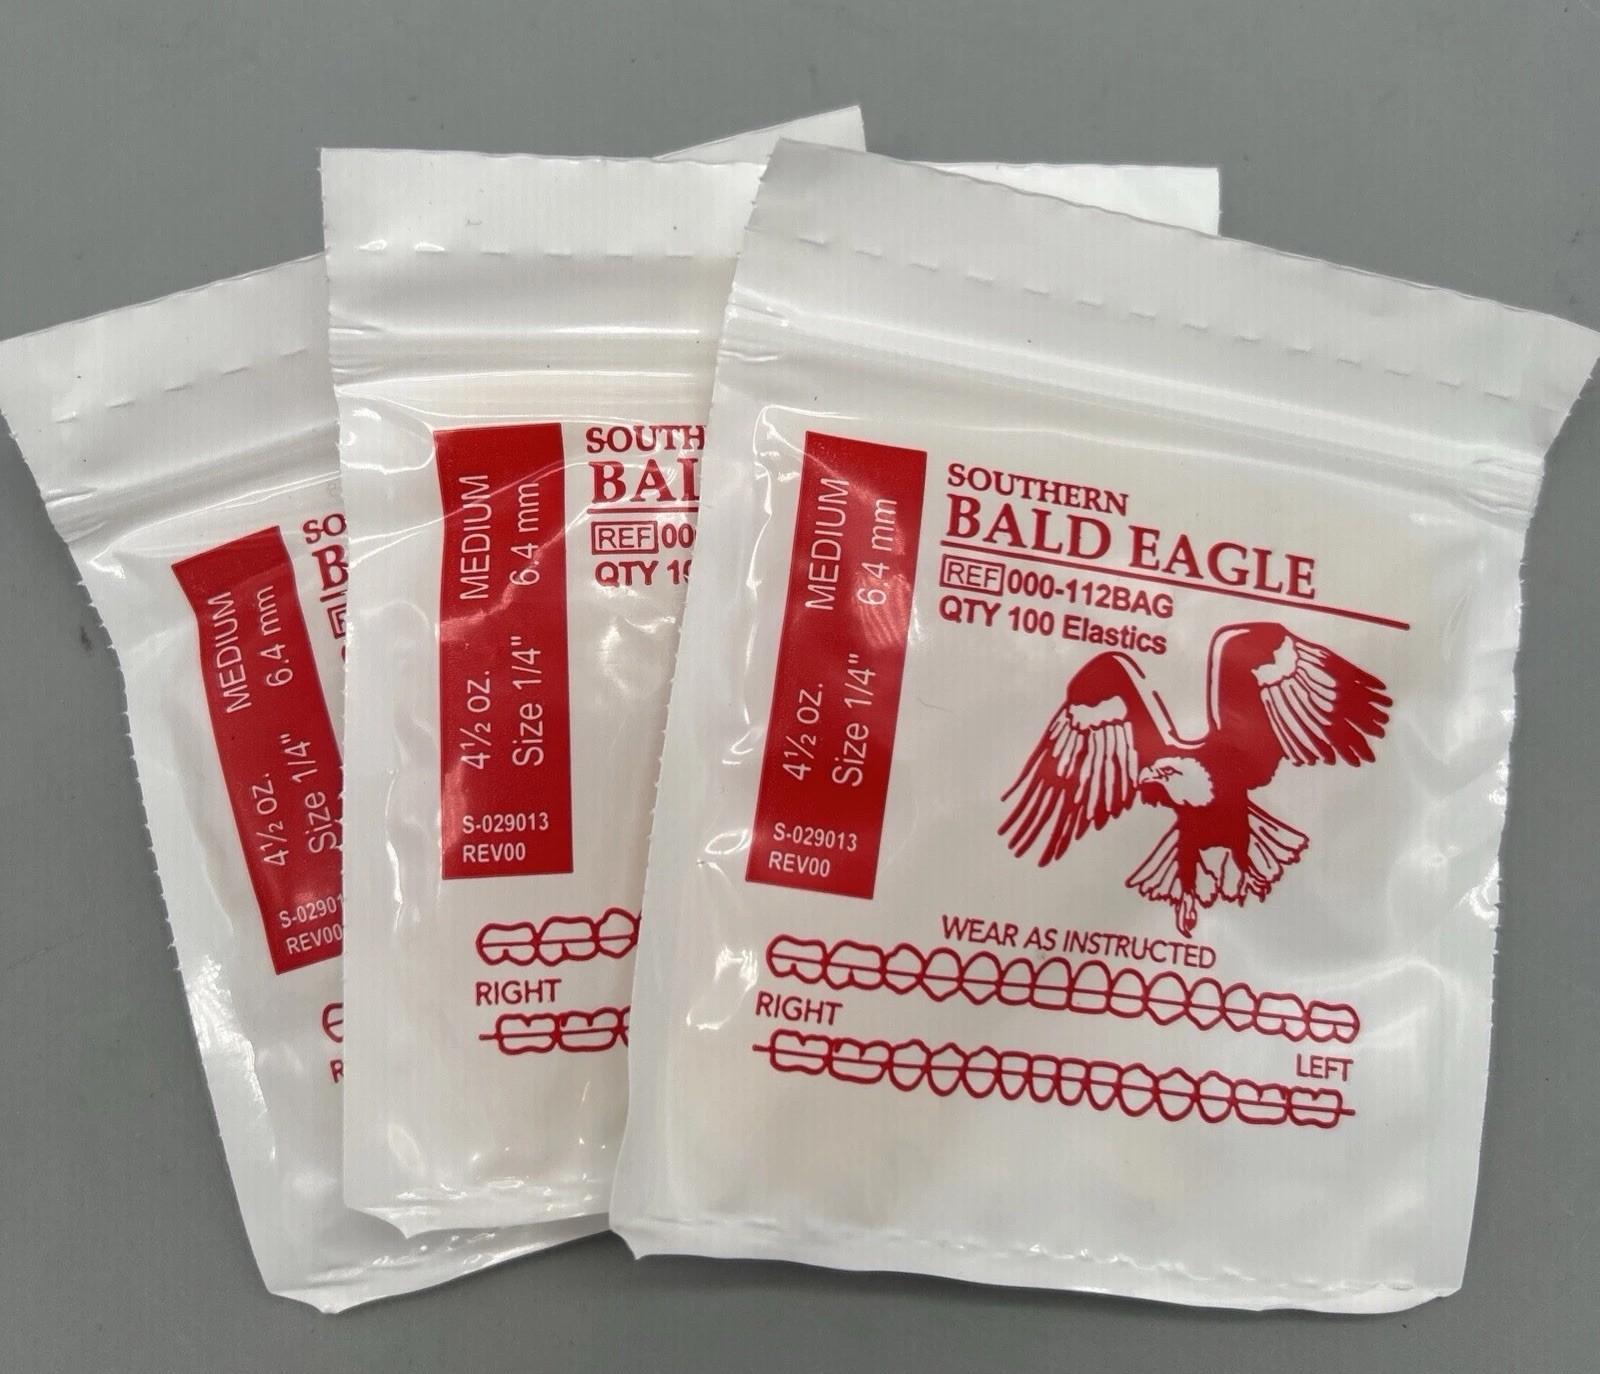 MEDIUM
6.4 mm
4½ oz.
Size 1/4"
REV00
SOUTH
BAL
REF 00
MEDIUM
6.4 mm
4½ oz.
Size 1/4"
S-029013
REV00
RIGHT
SOUTHERN
BALD EAGLE
REF 000-112BAG
QTY 100 Elastics
MEDIUM
6.4 mm
4½ oz.
Size 1/4"
S-029013
REV00
WEAR AS INSTRUCTED
RIGHT
LEFT